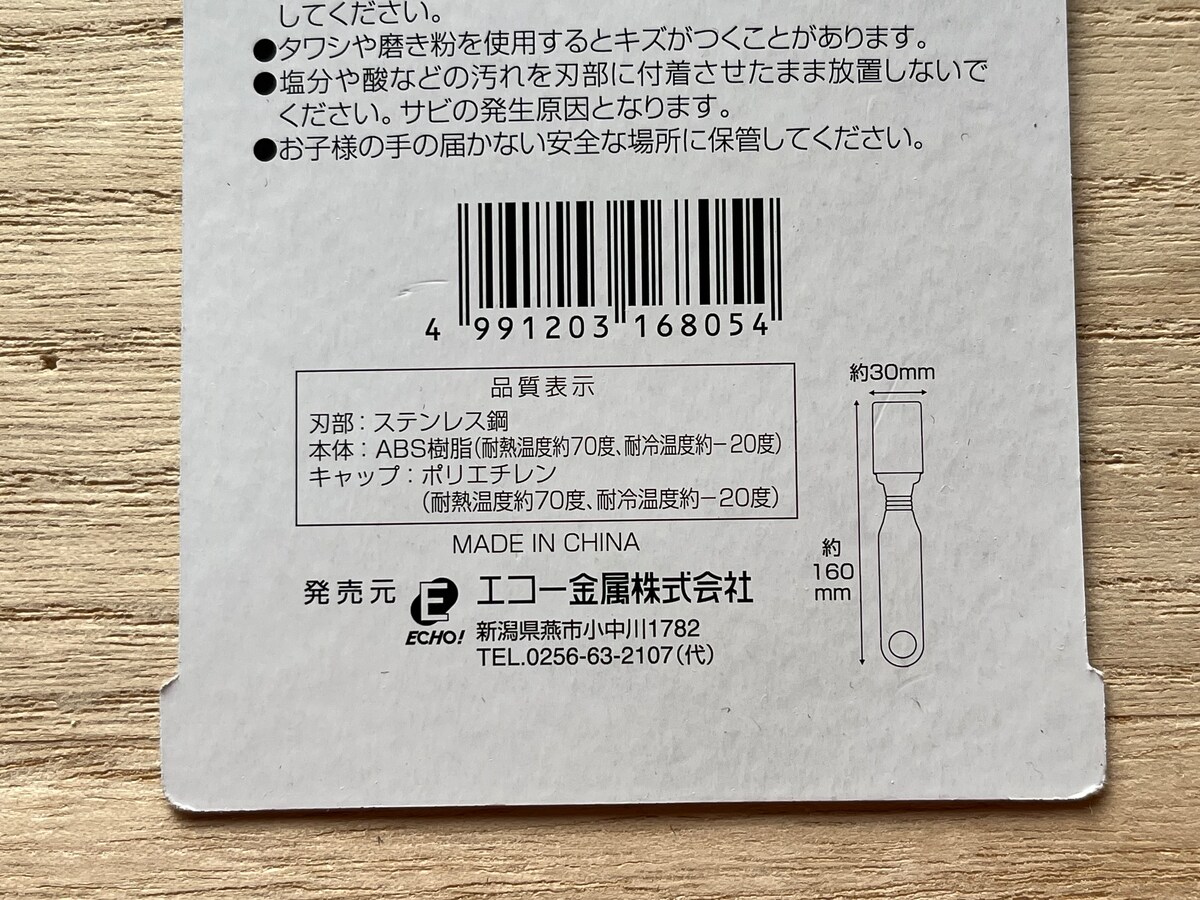 してください。
●タワシや磨き粉を使用するとキズがつくことがあります。
●塩分や酸などの汚れを刃部に付着させたまま放置しないで
ください。サビの発生原因となります。
●お子様の手の届かない安全な場所に保管してください。
4 991203 168054
品質表示
刃部：ステンレス鋼
本体：ABS樹脂(耐熱温度約70度、耐冷温度約－20度)
キャップ：ポリエチレン
(耐熱温度約70度、耐冷温度約－20度)
MADE IN CHINA
発売元 E ECHO! エコー金属株式会社
新潟県燕市小中川1782
TEL.0256-63-2107(代)
約30mm
約
160
mm